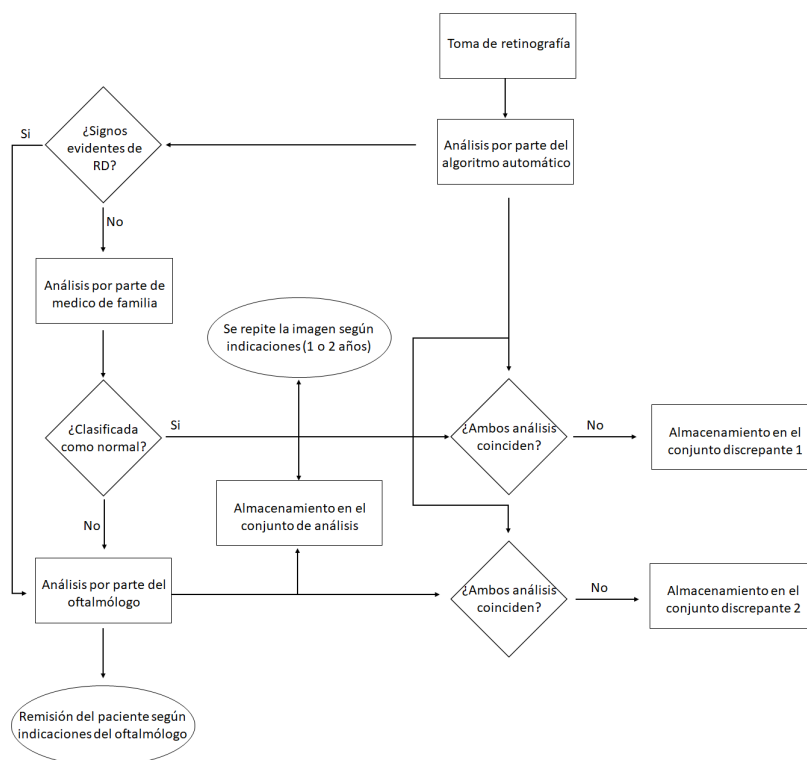 Toma de retinografía
Si
¿Signos
evidentes de
RD?
Análisis por parte del
algoritmo automático
No
Análisis por parte de
medico de familia
Se repite la imagen según
indicaciones (1 o 2 años)
¿Clasificada
como normal?
Si
¿Ambos análisis
coinciden?
No
Almacenamiento en el
conjunto discrepante 1
No
Almacenamiento en el
conjunto de análisis
Análisis por parte del
oftalmólogo
¿Ambos análisis
coinciden?
No
Almacenamiento en el
conjunto discrepante 2
Remisión del paciente según
indicaciones del oftalmólogo